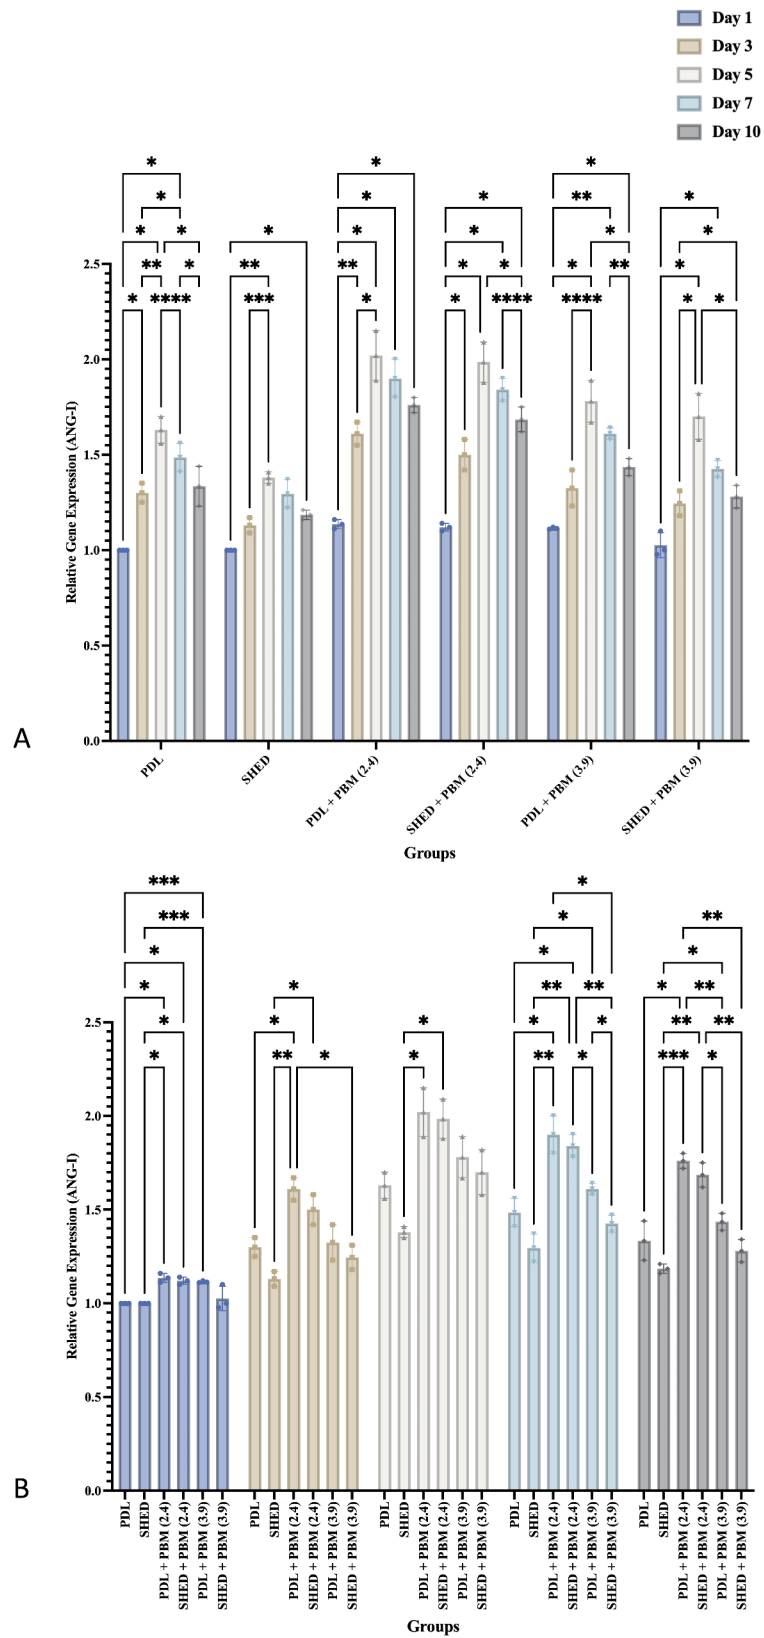 Day 1
Day 3
Day 5
Day 7
Day 10
*
*
*
*
*
*
*
*
*
*
**
*
*
*
**
*
*
*
*
**
*
**
**
*
*
*
*
**
*
*
****
***
*
*
****
****
*
*
Relative Gene Expression (ANG-I)
2.5
2.0
1.5
1.0
0.5
0.0
A
PDL
SHED
PDL + PBM (2.4)
SHED + PBM (2.4)
PDL + PBM (3.9)
SHED + PBM (3.9)
Groups
***
*
***
*
**
*
*
*
*
*
*
**
**
*
**
*
*
*
*
*
**
**
*
**
*
**
*
***
*
Relative Gene Expression (ANG-I)
2.5
2.0
1.5
1.0
0.5
0.0
B
PDL
SHED
PDL + PBM (2.4)
SHED + PBM (2.4)
PDL + PBM (3.9)
SHED + PBM (3.9)
PDL
SHED
PDL + PBM (2.4)
SHED + PBM (2.4)
PDL + PBM (3.9)
SHED + PBM (3.9)
PDL
SHED
PDL + PBM (2.4)
SHED + PBM (2.4)
PDL + PBM (3.9)
SHED + PBM (3.9)
PDL
SHED
PDL + PBM (2.4)
SHED + PBM (2.4)
PDL + PBM (3.9)
SHED + PBM (3.9)
PDL
SHED
PDL + PBM (2.4)
SHED + PBM (2.4)
PDL + PBM (3.9)
SHED + PBM (3.9)
Groups